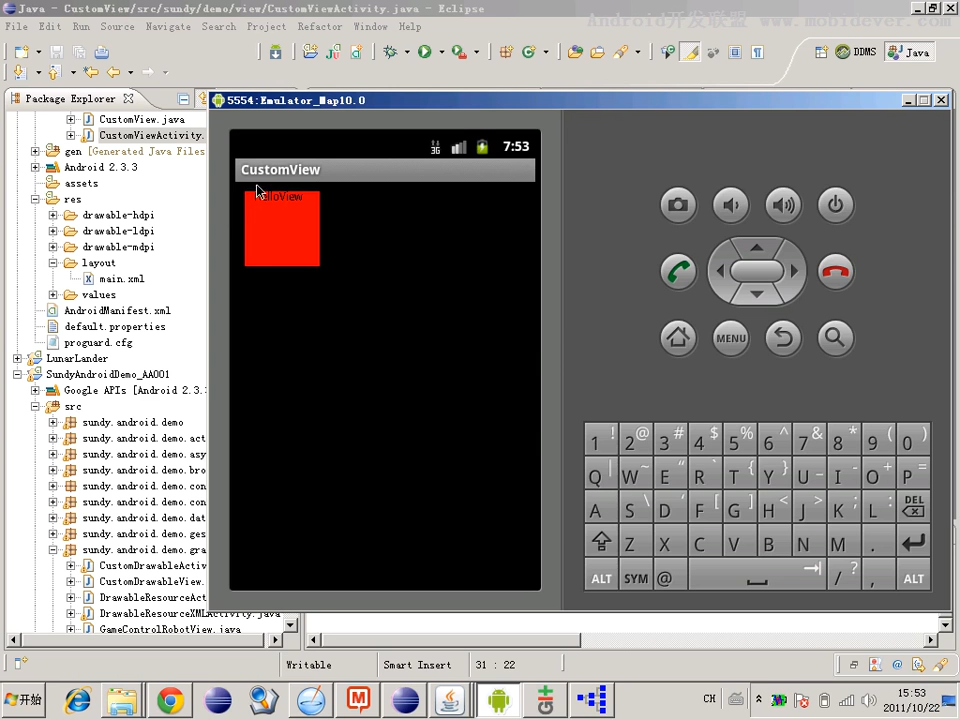 Java - CustomView/src/sundy/demo/view/CustomViewActivity.java - Eclipse
Android开发联盟 www.mobidever.com
File Edit Run Source Navigate Search Project Refactor Window Help
DDMS
Java
Package Explorer
CustomView.java
CustomViewActivity.
gen [Generated Java Files
Android 2.3.3
assets
res
drawable-hdpi
drawable-ldpi
drawable-mdpi
layout
main.xml
values
AndroidManifest.xml
default.properties
proguard.cfg
LunarLander
SundyAndroidDemo_AA001
Google APIs [Android 2.3.
src
sundy.android.demo
sundy.android.demo.act
sundy.android.demo.asy
sundy.android.demo.bro
sundy.android.demo.con
sundy.android.demo.con
sundy.android.demo.dat
sundy.android.demo.ges
sundy.android.demo.gra
CustomDrawableActiv
CustomDrawableView.
DrawableResourceAct
DrawableResourceXMLActivity.java
GameControlRobotView.java
5554:Emulator_Map10.0
3G
7:53
CustomView
lloView
MENU
1 ! 2 @ 3 # 4 $ 5 % 6 ^ 7 & 8 * 9 ( 0 )
Q | W ~ E " R ` T { Y } U _ I - O + P =
A S \ D ' F [ G ] H < J > K ; L : DEL
Z X C V B N M .
ALT SYM @ / ? , ALT
Writable
Smart Insert
31 : 22
开始
CH
15:53
2011/10/22